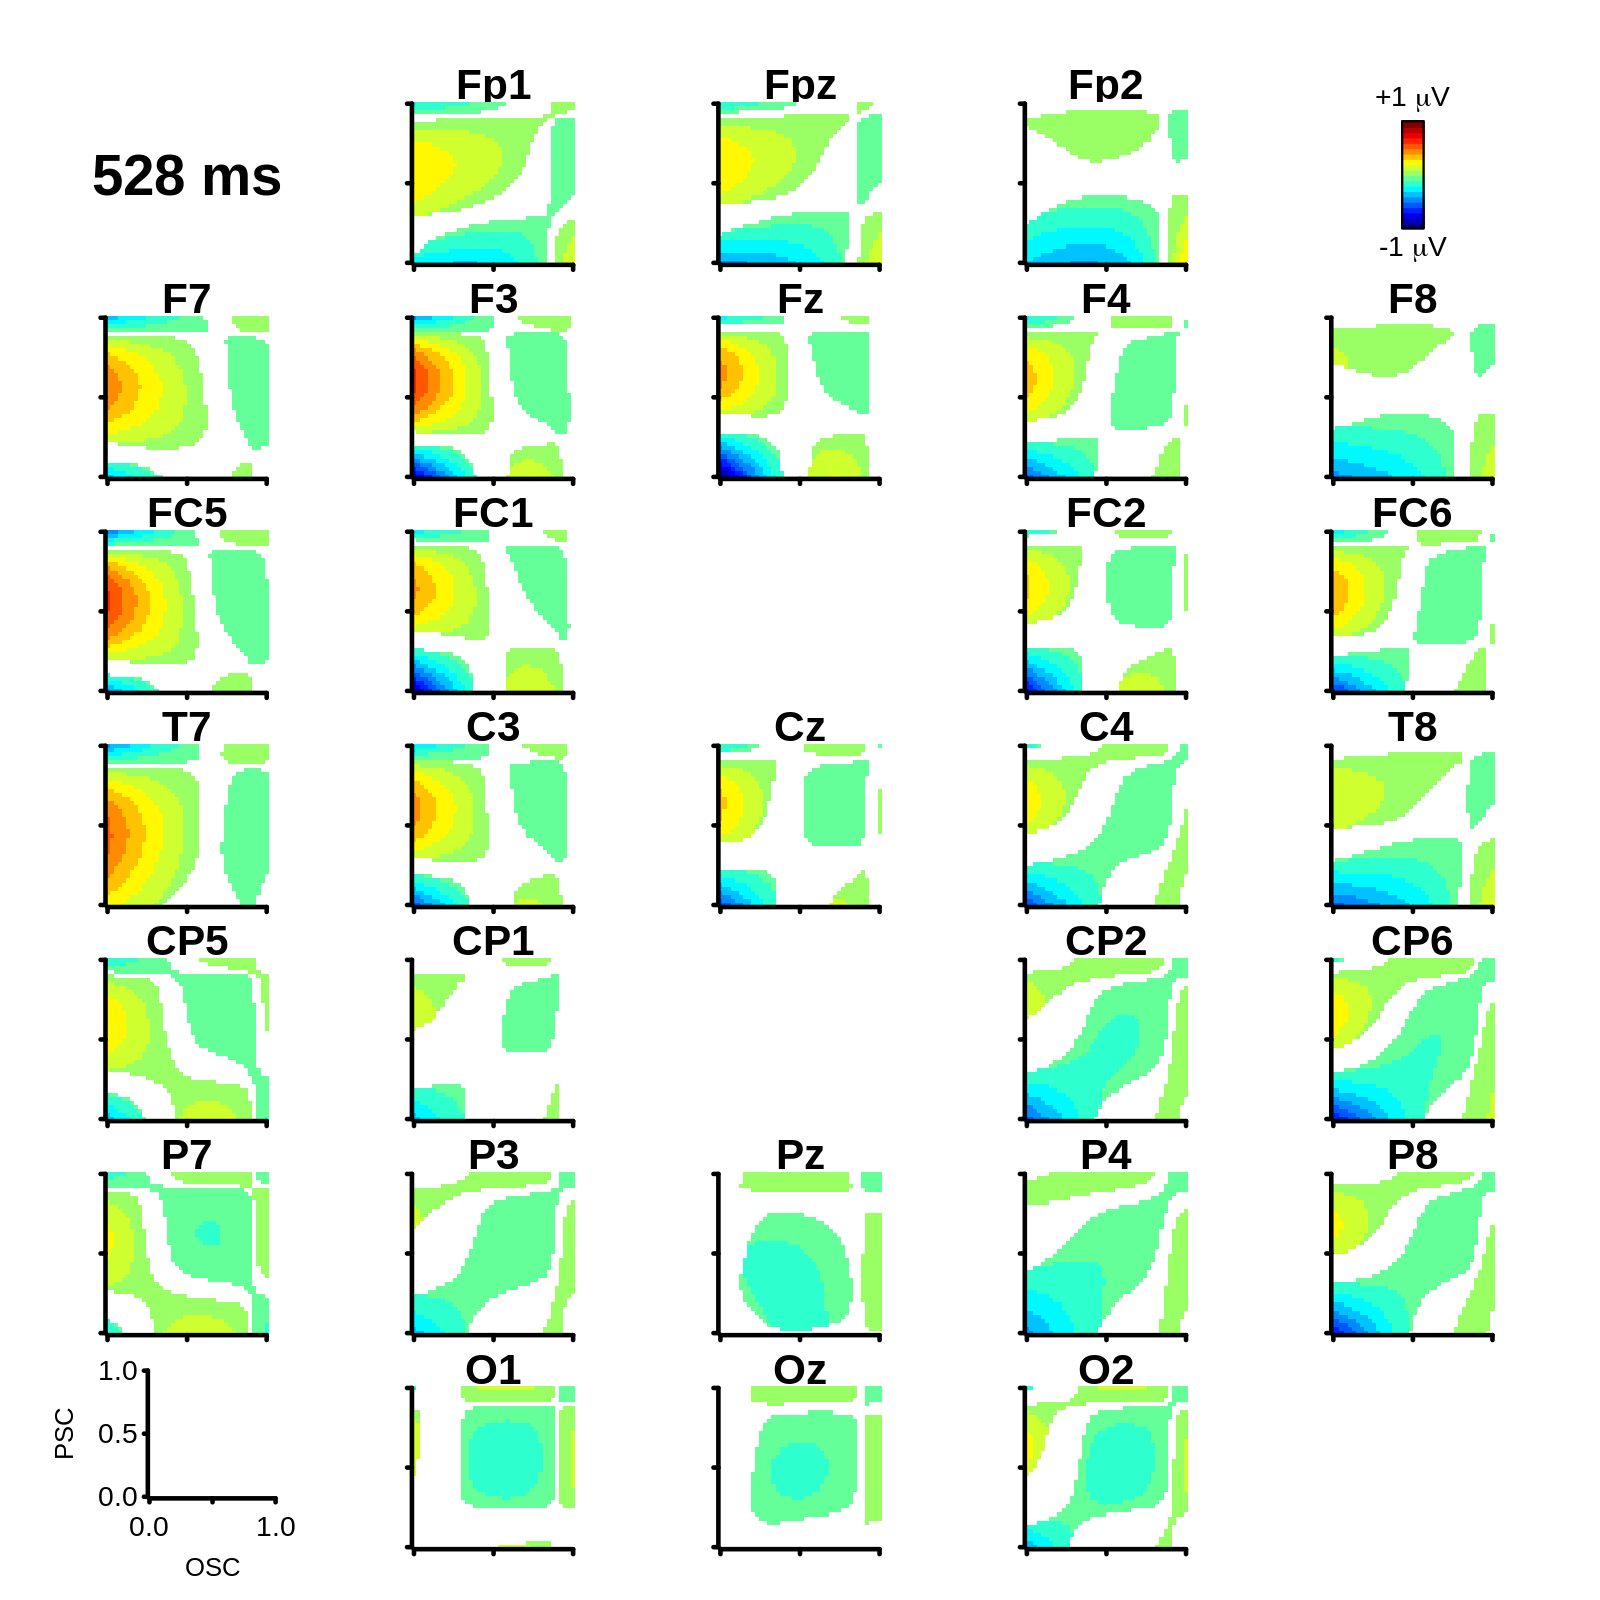 Fp1 Fpz Fp2
+1 μV
528 ms
-1 μV
F7 F3 Fz F4 F8
FC5 FC1 FC2 FC6
T7 C3 Cz C4 T8
CP5 CP1 CP2 CP6
P7 P3 Pz P4 P8
O1 Oz O2
1.0
PSC
0.5
0.0
0.0 1.0
OSC